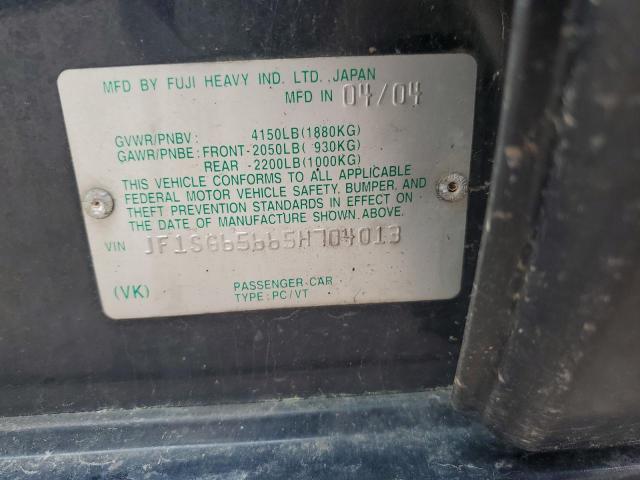 MFD BY FUJI HEAVY IND. LTD. JAPAN
MFD IN 04/04
GVWR/PNBV: 4150LB(1880KG)
GAWR/PNBE: FRONT-2050LB( 930KG)
REAR -2200LB(1000KG)
THIS VEHICLE CONFORMS TO ALL APPLICABLE
FEDERAL MOTOR VEHICLE SAFETY, BUMPER, AND
THEFT PREVENTION STANDARDS IN EFFECT ON
THE DATE OF MANUFACTURE SHOWN ABOVE.
VIN JF1SG65665H704013
(VK) PASSENGER CAR
TYPE: PC/VT